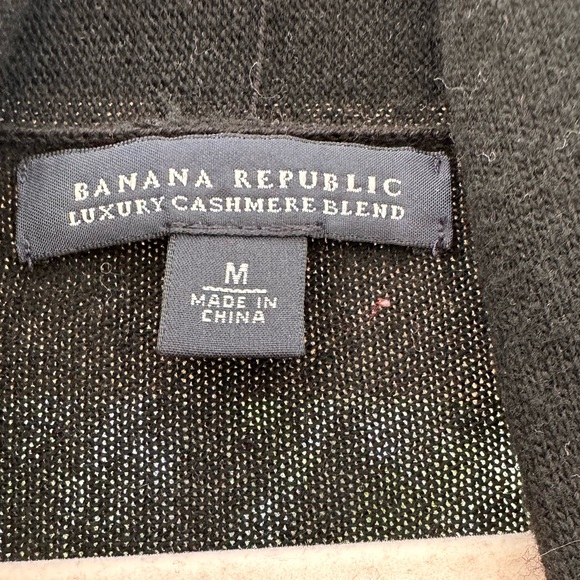 BANANA REPUBLIC
LUXURY CASHMERE BLEND
M
MADE IN
CHINA